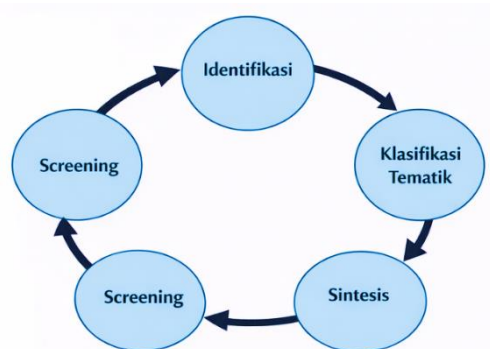 Identifikasi
Klasifikasi
Tematik
Sintesis
Screening
Screening